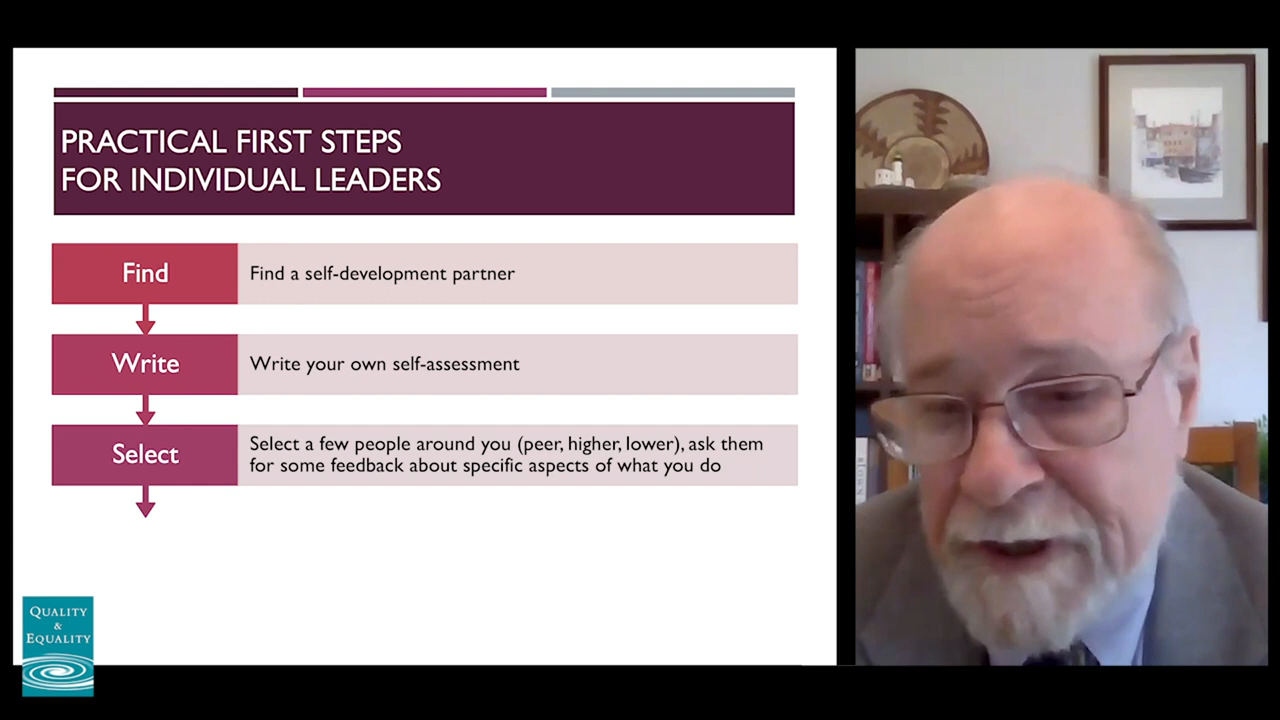 PRACTICAL FIRST STEPS
FOR INDIVIDUAL LEADERS
Find
Find a self-development partner
Write
Write your own self-assessment
Select
Select a few people around you (peer, higher, lower), ask them
for some feedback about specific aspects of what you do
QUALITY
&
EQUALITY